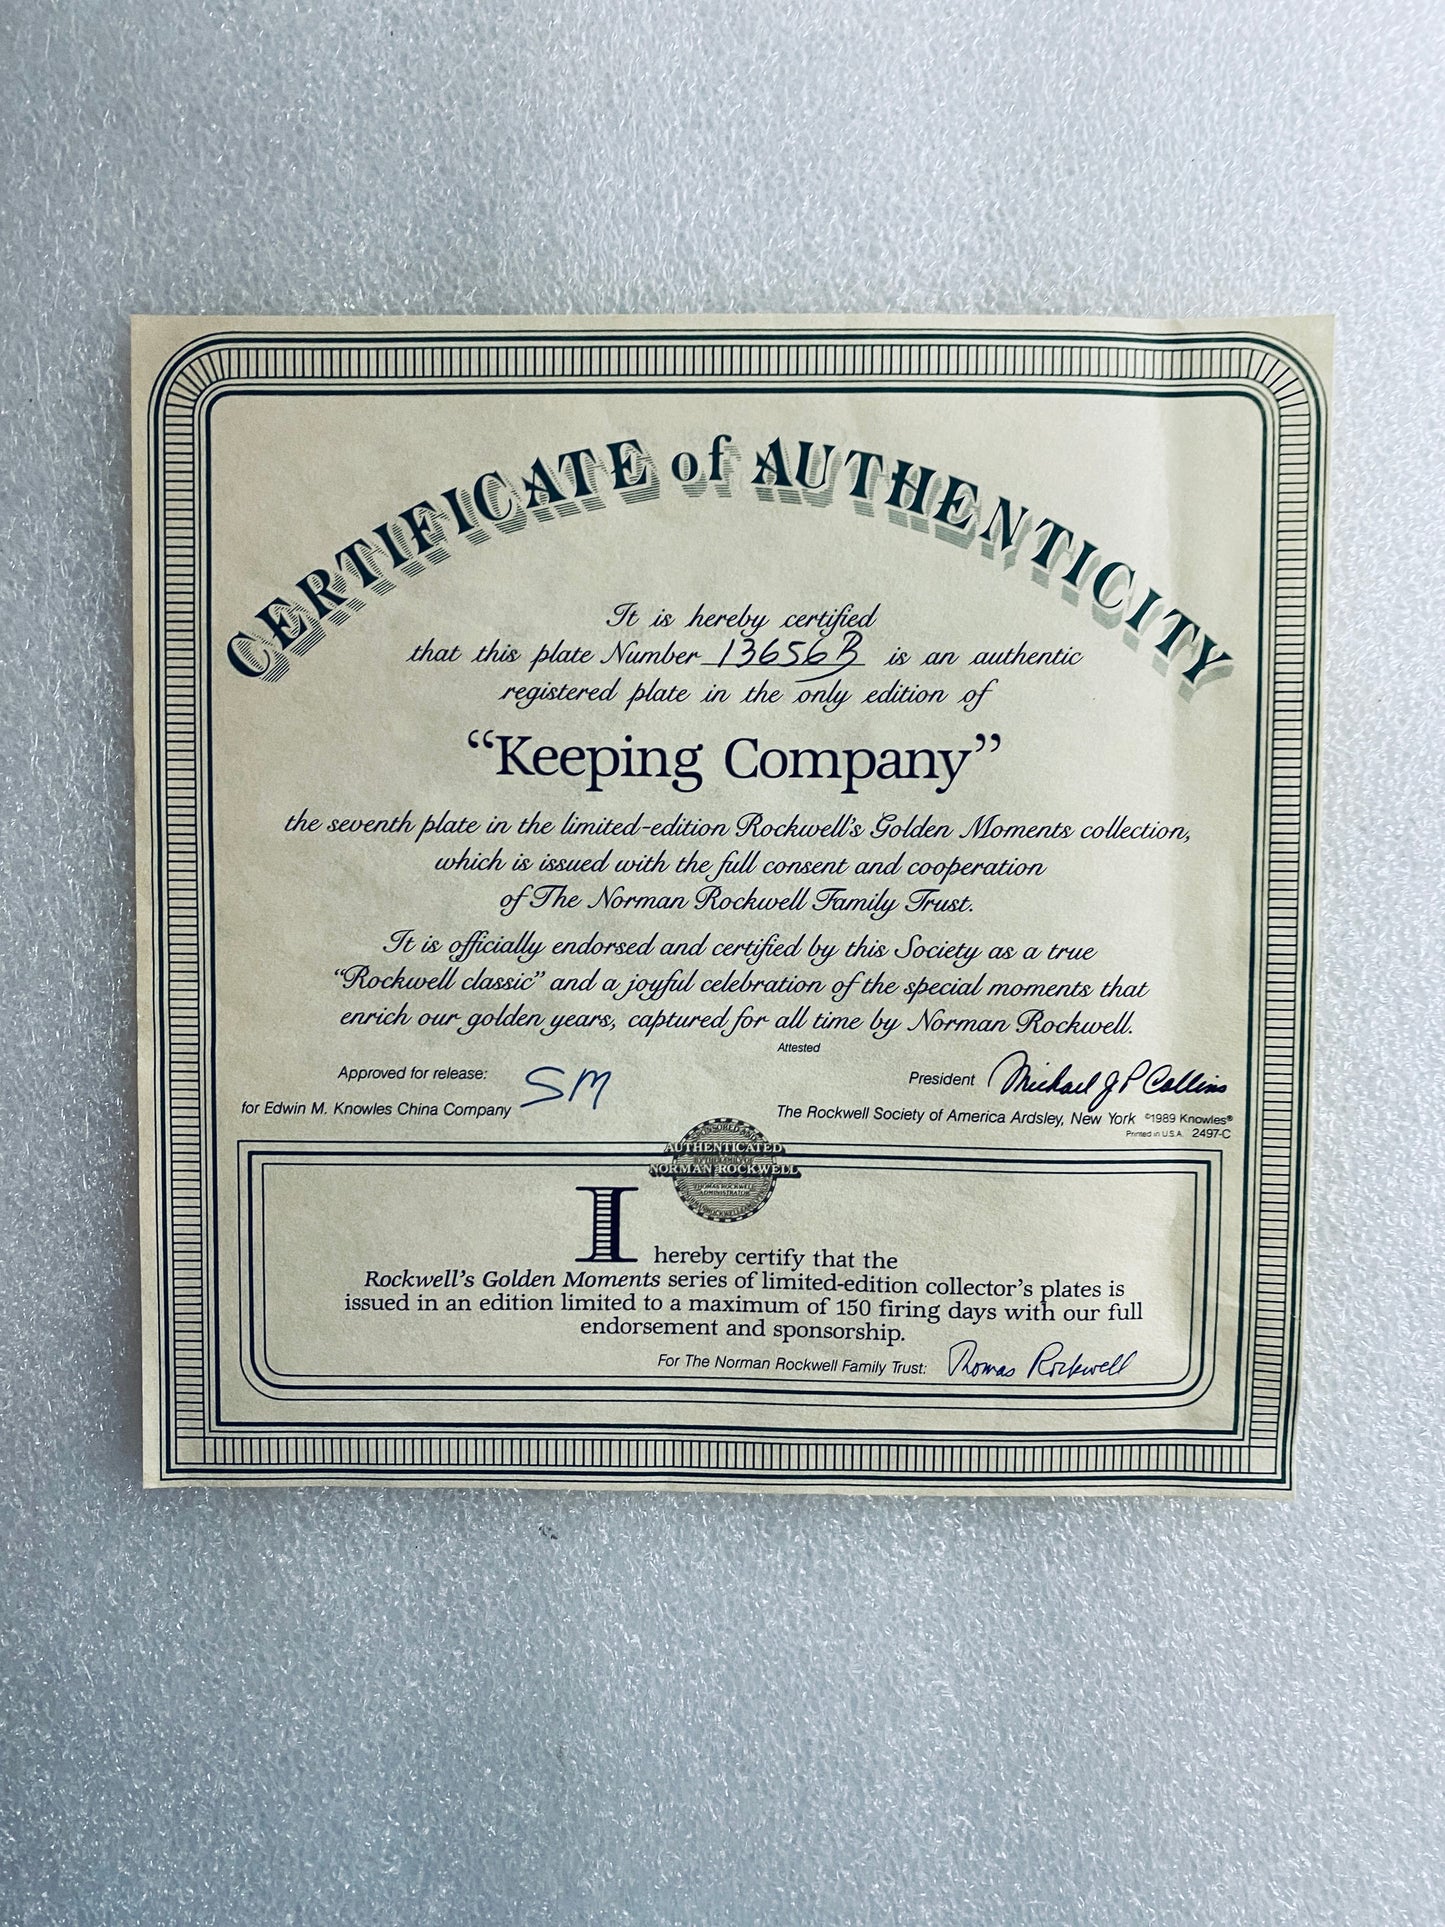 CERTIFICATE of AUTHENTICITY
It is hereby certified
that this plate Number 13656B is an authentic
registered plate in the only edition of
“Keeping Company”
the seventh plate in the limited-edition Rockwell's Golden Moments collection,
which is issued with the full consent and cooperation
of The Norman Rockwell Family Trust.
It is officially endorsed and certified by this Society as a true
“Rockwell classic” and a joyful celebration of the special moments that
enrich our golden years, captured for all time by Norman Rockwell.
Attested
Approved for release: SM
for Edwin M. Knowles China Company
President Michael J P Collins
The Rockwell Society of America Ardsley, New York ©1989 Knowles®
Printed in U.S.A. 2497-C
AUTHENTICATED
NORMAN ROCKWELL
THOMAS ROCKWELL
ADMINISTRATOR
I hereby certify that the
Rockwell's Golden Moments series of limited-edition collector's plates is
issued in an edition limited to a maximum of 150 firing days with our full
endorsement and sponsorship.
For The Norman Rockwell Family Trust: Thomas Rockwell